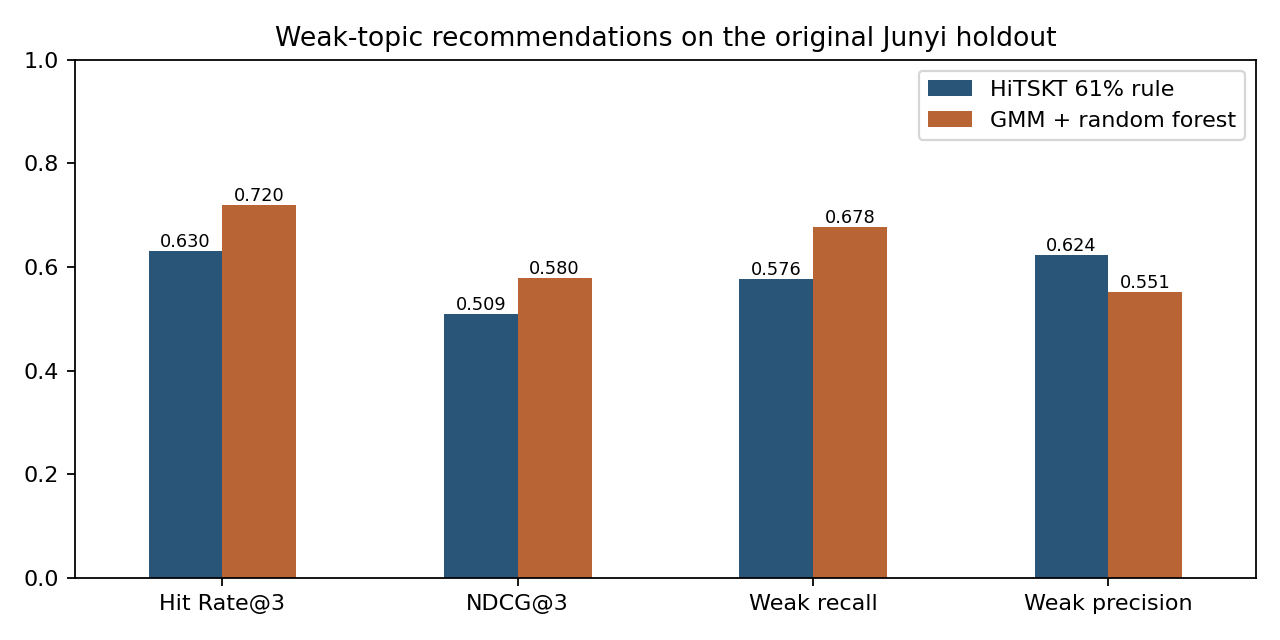 Weak-topic recommendations on the original Junyi holdout
1.0
0.8
0.6
0.4
0.2
0.0
HiTSKT 61% rule
GMM + random forest
0.630
0.720
0.509
0.580
0.576
0.678
0.624
0.551
Hit Rate@3
NDCG@3
Weak recall
Weak precision